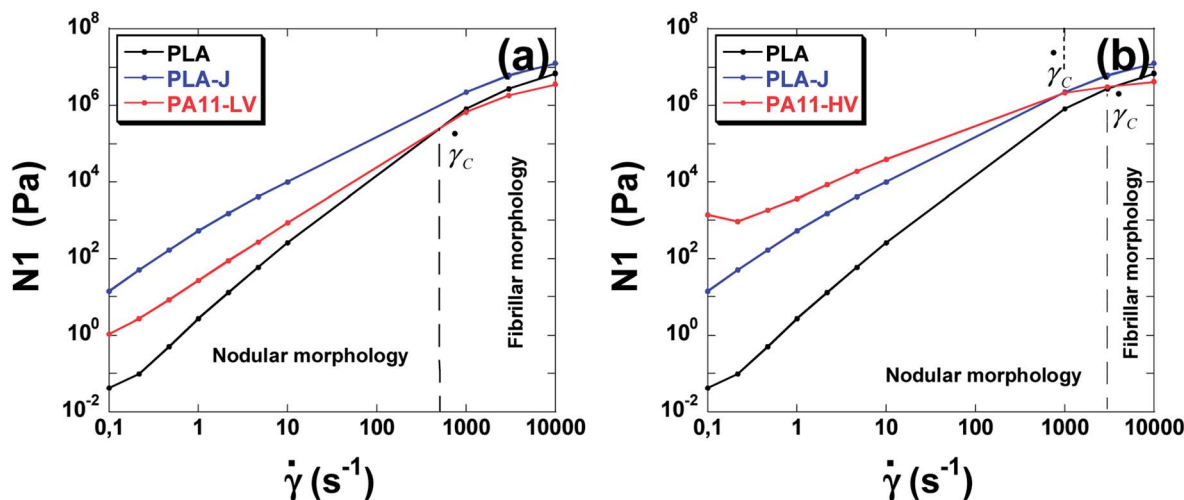 (a)
PLA
PLA-J
PA11-LV
10^8
10^6
10^4
10^2
10^0
10^-2
N1 (Pa)
γ̇_C
Nodular morphology
Fibrillar morphology
0,1 1 10 100 1000 10000
γ̇ (s^-1)
(b)
PLA
PLA-J
PA11-HV
10^8
10^6
10^4
10^2
10^0
10^-2
N1 (Pa)
γ̇_C
γ̇_C
Nodular morphology
Fibrillar morphology
0,1 1 10 100 1000 10000
γ̇ (s^-1)